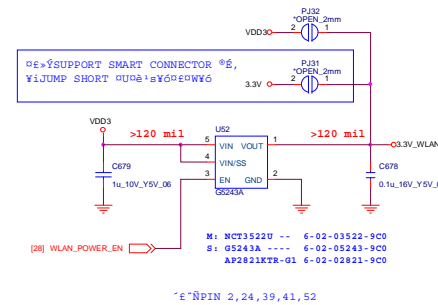 PJ32
*OPEN_2mm
VDD3 2 1
PJ31
*OPEN_2mm
3.3V 2 1
¤£»ÝSUPPORT SMART CONNECTOR ®É,
¥iJUMP SHORT ¤U¤è¹s¥ó¤£¤W¥ó
VDD3
>120 mil
U52
>120 mil
5 VIN VOUT 1
3.3V_WLAN
4 VIN/SS
3 EN GND 2
G5243A
C679
1u_10V_Y5V_06
C678
0.1u_16V_Y5V_
[28] WLAN_POWER_EN
M: NCT3522U -- 6-02-03522-9C0
S: G5243A ---- 6-02-05243-9C0
AP2821KTR-G1 6-02-02821-9C0
PIN 2,24,39,41,52